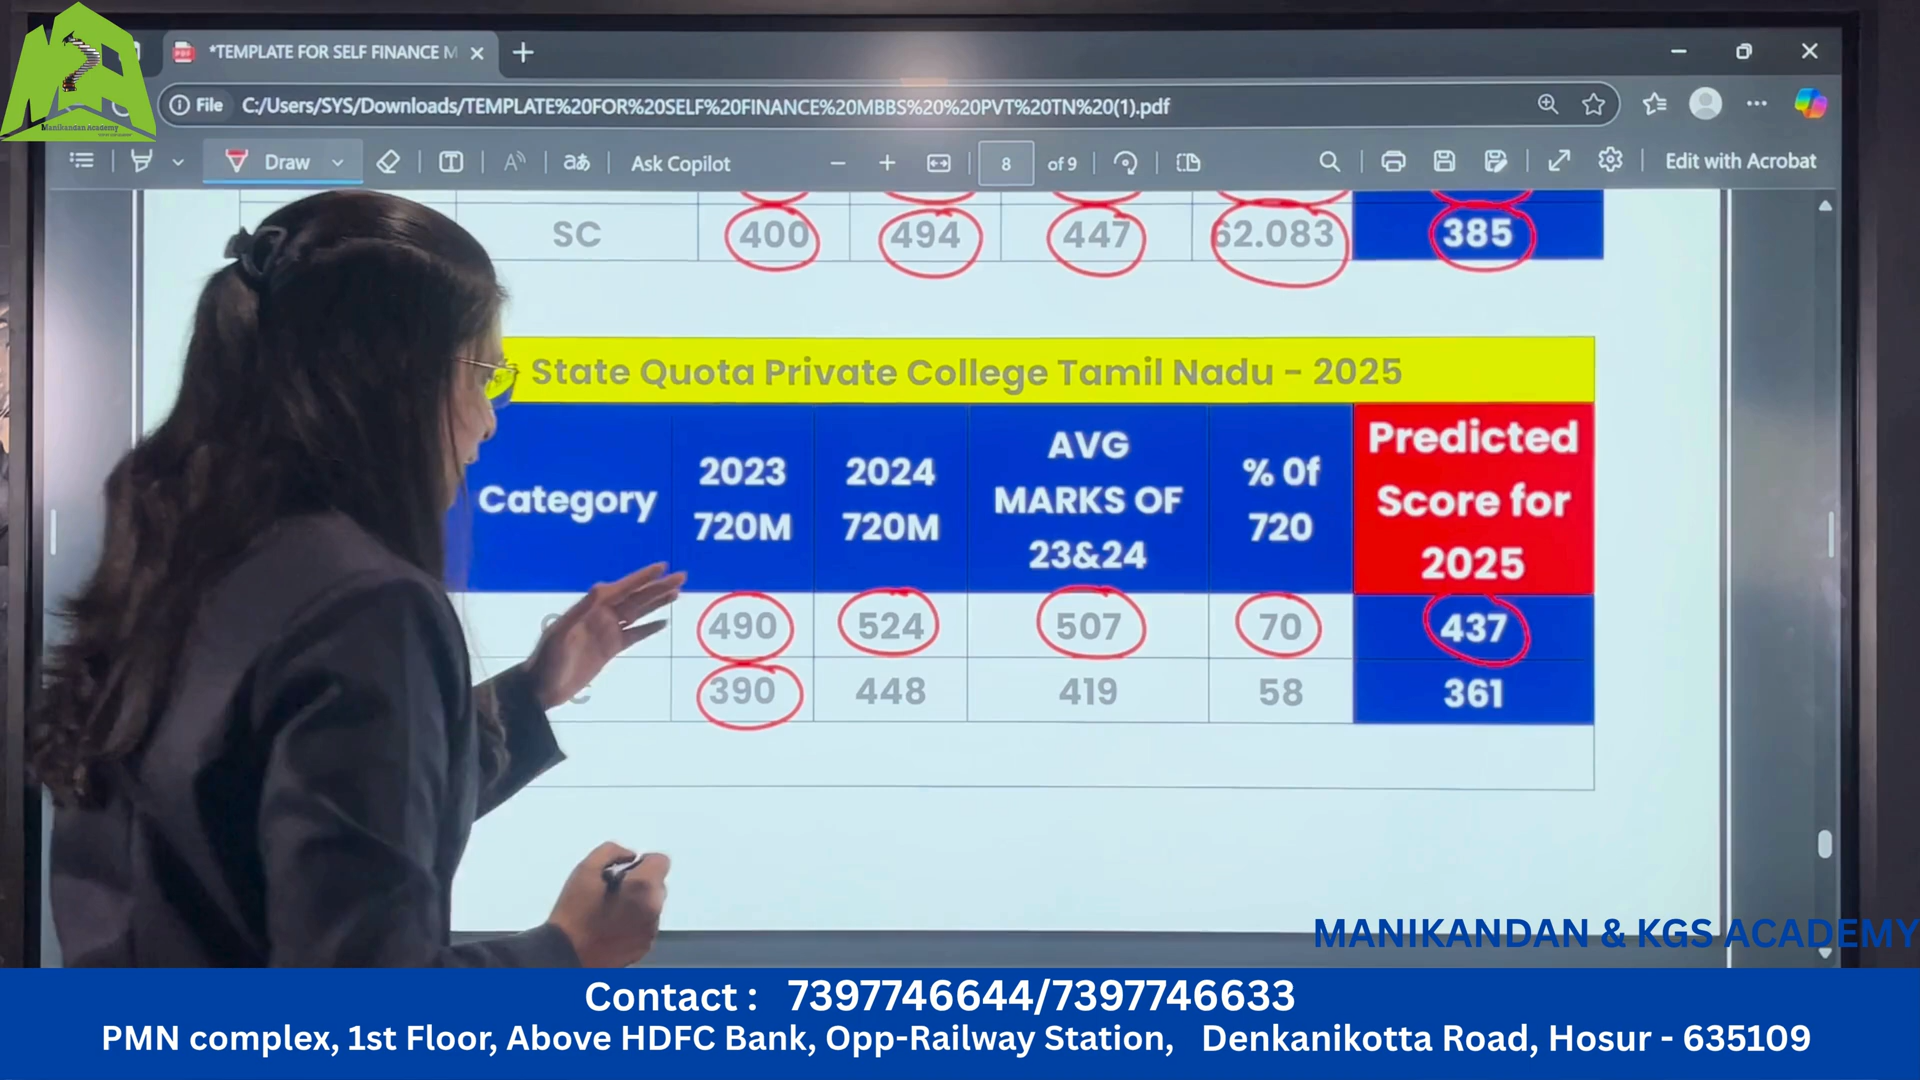 *TEMPLATE FOR SELF FINANCE M
File C:/Users/SYS/Downloads/TEMPLATE%20FOR%20SELF%20FINANCE%20MBBS%20%20PVT%20TN%20(1).pdf
Draw Ask Copilot 8 of 9 Edit with Acrobat
Manikandan Academy
SC 400 494 447 62.083 385
State Quota Private College Tamil Nadu - 2025
Category 2023 720M 2024 720M AVG MARKS OF 23&24 % Of 720 Predicted Score for 2025
490 524 507 70 437
390 448 419 58 361
MANIKANDAN & KGS ACADEMY
Contact : 7397746644/7397746633
PMN complex, 1st Floor, Above HDFC Bank, Opp-Railway Station, Denkanikotta Road, Hosur - 635109